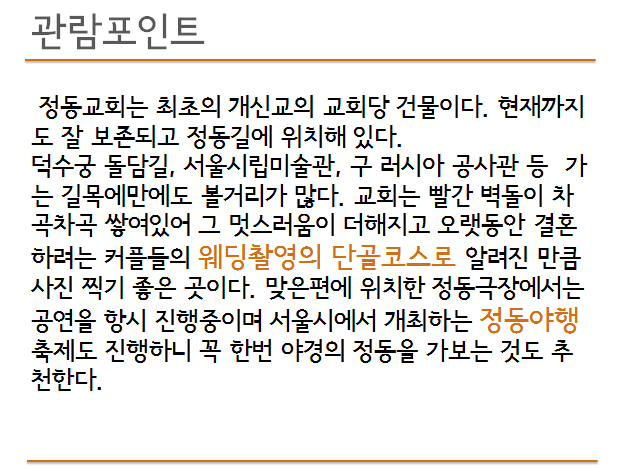 관람포인트
정동교회는 최초의 개신교의 교회당 건물이다. 현재까지
도 잘 보존되고 정동길에 위치해 있다.
덕수궁 돌담길, 서울시립미술관, 구 러시아 공사관 등  가
는 길목에만에도 볼거리가 많다. 교회는 빨간 벽돌이 차
곡차곡 쌓여있어 그 멋스러움이 더해지고 오랫동안 결혼
하려는 커플들의 웨딩촬영의 단골코스로 알려진 만큼
사진 찍기 좋은 곳이다. 맞은편에 위치한 정동극장에서는
공연을 항시 진행중이며 서울시에서 개최하는 정동야행
축제도 진행하니 꼭 한번 야경의 정동을 가보는 것도 추
천한다.